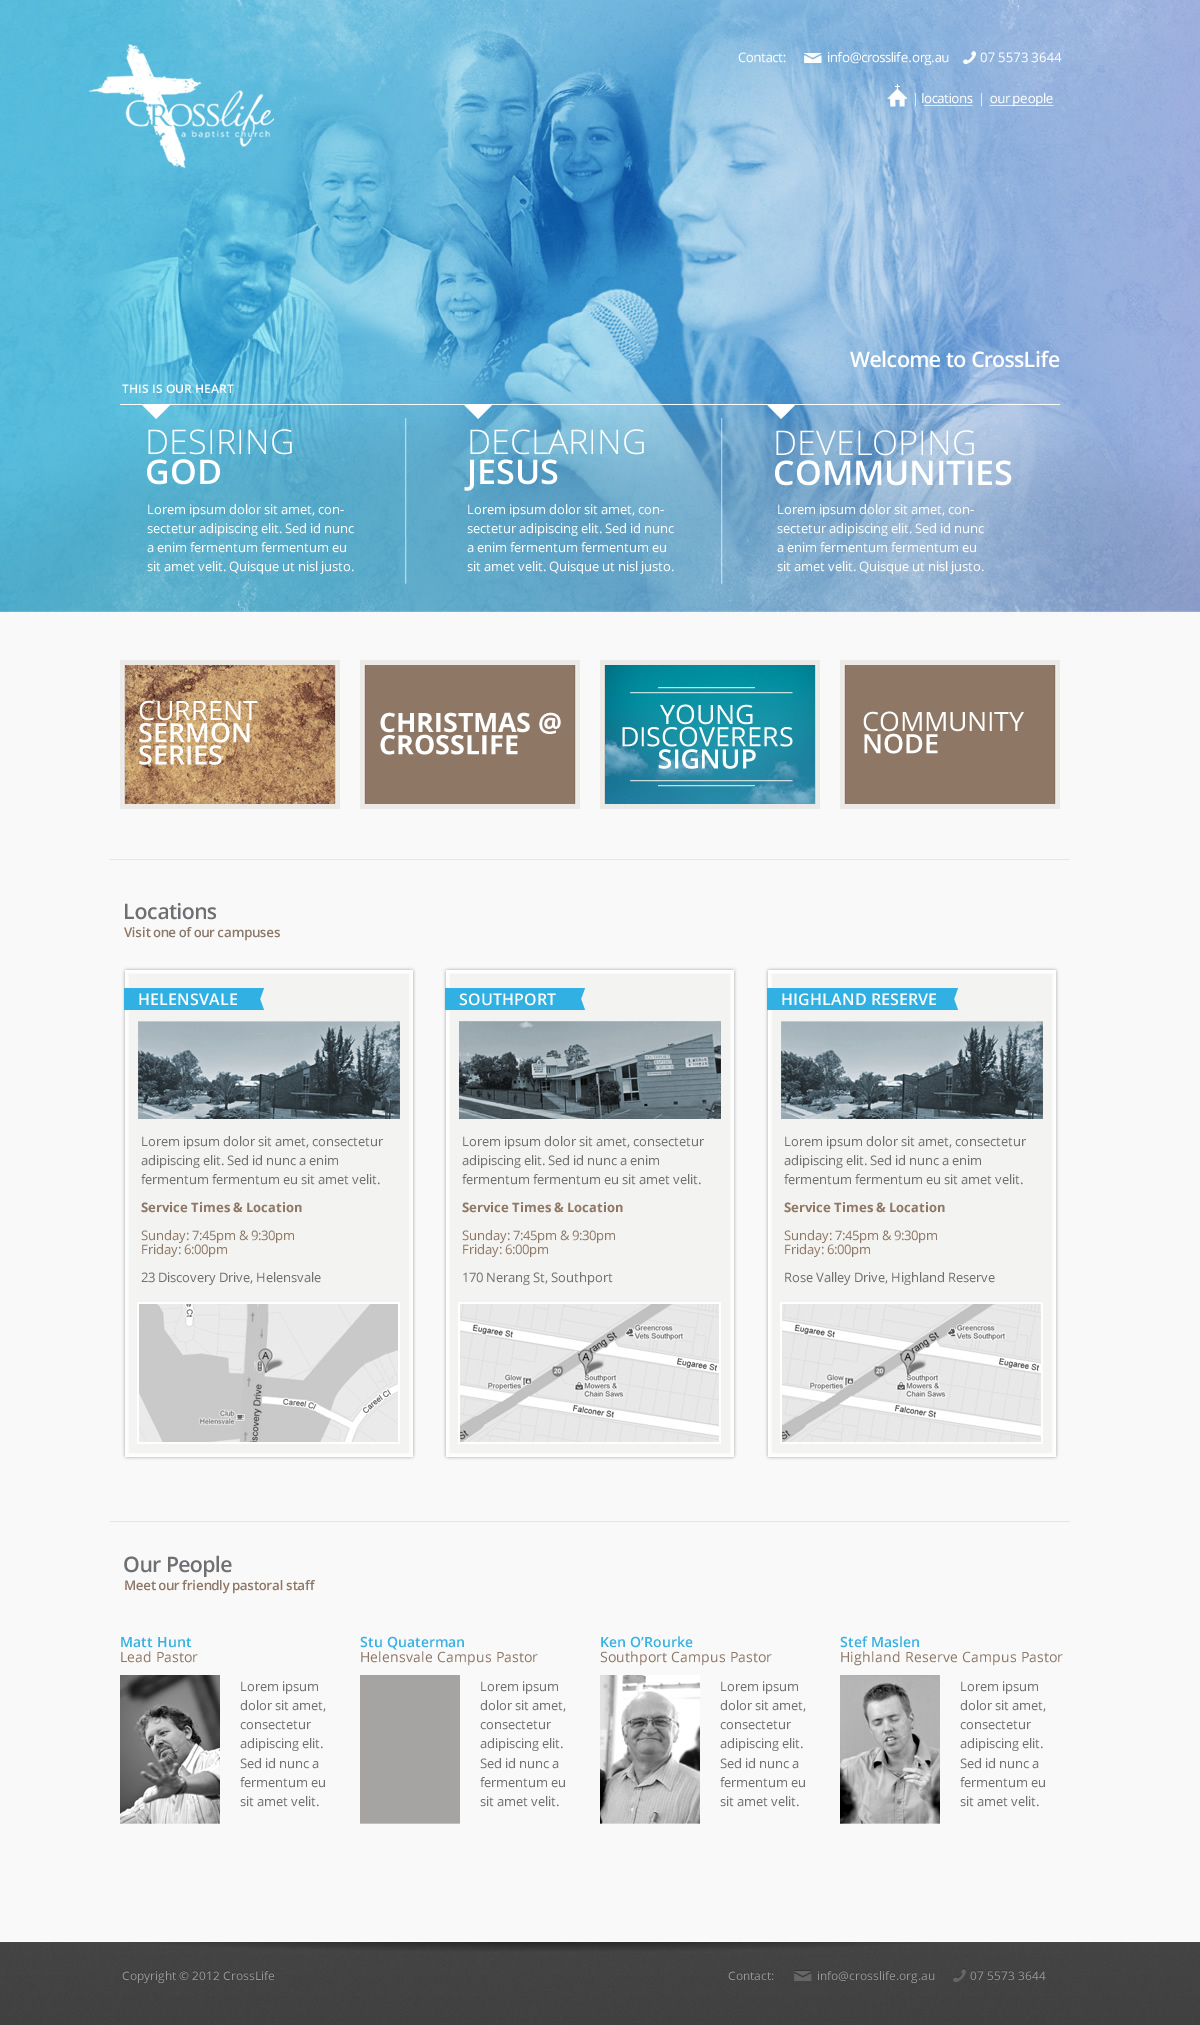 CROSSlife
a baptist church
Contact: info@crosslife.org.au 07 5573 3644
| locations | our people
Welcome to CrossLife
THIS IS OUR HEART
DESIRING
GOD
Lorem ipsum dolor sit amet, con-
sectetur adipiscing elit. Sed id nunc
a enim fermentum fermentum eu
sit amet velit. Quisque ut nisl justo.
DECLARING
JESUS
Lorem ipsum dolor sit amet, con-
sectetur adipiscing elit. Sed id nunc
a enim fermentum fermentum eu
sit amet velit. Quisque ut nisl justo.
DEVELOPING
COMMUNITIES
Lorem ipsum dolor sit amet, con-
sectetur adipiscing elit. Sed id nunc
a enim fermentum fermentum eu
sit amet velit. Quisque ut nisl justo.
CURRENT
SERMON
SERIES
CHRISTMAS @
CROSSLIFE
YOUNG
DISCOVERERS
SIGNUP
COMMUNITY
NODE
Locations
Visit one of our campuses
HELENSVALE
Lorem ipsum dolor sit amet, consectetur
adipiscing elit. Sed id nunc a enim
fermentum fermentum eu sit amet velit.
Service Times & Location
Sunday: 7:45pm & 9:30pm
Friday: 6:00pm
23 Discovery Drive, Helensvale
Ct
A
Club
Helensvale
iscovery Drive
Careel Cl
Careel Cl
SOUTHPORT
Lorem ipsum dolor sit amet, consectetur
adipiscing elit. Sed id nunc a enim
fermentum fermentum eu sit amet velit.
Service Times & Location
Sunday: 7:45pm & 9:30pm
Friday: 6:00pm
170 Nerang St, Southport
Eugaree St
rang St
Greencross
Vets Southport
A
Eugaree St
20
Glow
Properties
Southport
Mowers &
Chain Saws
Falconer St
St
HIGHLAND RESERVE
Lorem ipsum dolor sit amet, consectetur
adipiscing elit. Sed id nunc a enim
fermentum fermentum eu sit amet velit.
Service Times & Location
Sunday: 7:45pm & 9:30pm
Friday: 6:00pm
Rose Valley Drive, Highland Reserve
Eugaree St
rang St
Greencross
Vets Southport
A
Eugaree St
20
Glow
Properties
Southport
Mowers &
Chain Saws
Falconer St
St
Our People
Meet our friendly pastoral staff
Matt Hunt
Lead Pastor
Lorem ipsum
dolor sit amet,
consectetur
adipiscing elit.
Sed id nunc a
fermentum eu
sit amet velit.
Stu Quaterman
Helensvale Campus Pastor
Lorem ipsum
dolor sit amet,
consectetur
adipiscing elit.
Sed id nunc a
fermentum eu
sit amet velit.
Ken O'Rourke
Southport Campus Pastor
Lorem ipsum
dolor sit amet,
consectetur
adipiscing elit.
Sed id nunc a
fermentum eu
sit amet velit.
Stef Maslen
Highland Reserve Campus Pastor
Lorem ipsum
dolor sit amet,
consectetur
adipiscing elit.
Sed id nunc a
fermentum eu
sit amet velit.
Copyright © 2012 CrossLife
Contact: info@crosslife.org.au 07 5573 3644